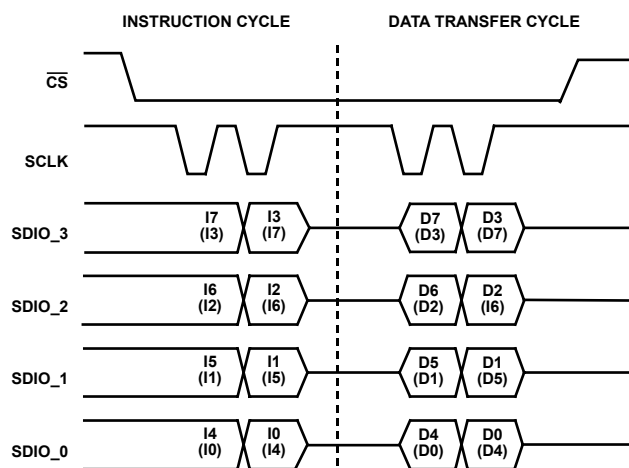 INSTRUCTION CYCLE DATA TRANSFER CYCLE
CS
SCLK
SDIO_3 I7 I3 D7 D3
(I3) (I7) (D3) (D7)
SDIO_2 I6 I2 D6 D2
(I2) (I6) (D2) (I6)
SDIO_1 I5 I1 D5 D1
(I1) (I5) (D1) (D5)
SDIO_0 I4 I0 D4 D0
(I0) (I4) (D0) (D4)